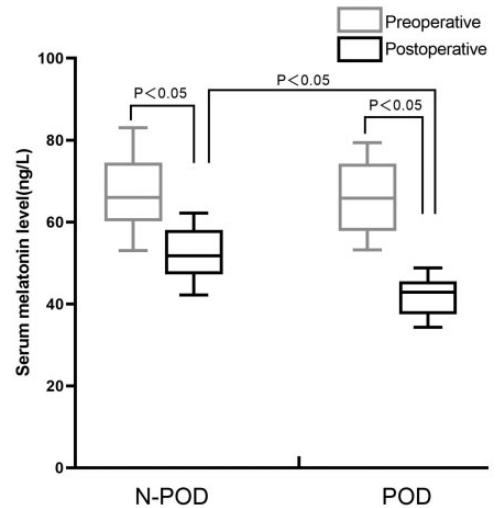 Preoperative
Postoperative
Serum melatonin level(ng/L)
100
80
60
40
20
0
P<0.05
P<0.05
P<0.05
N-POD
POD